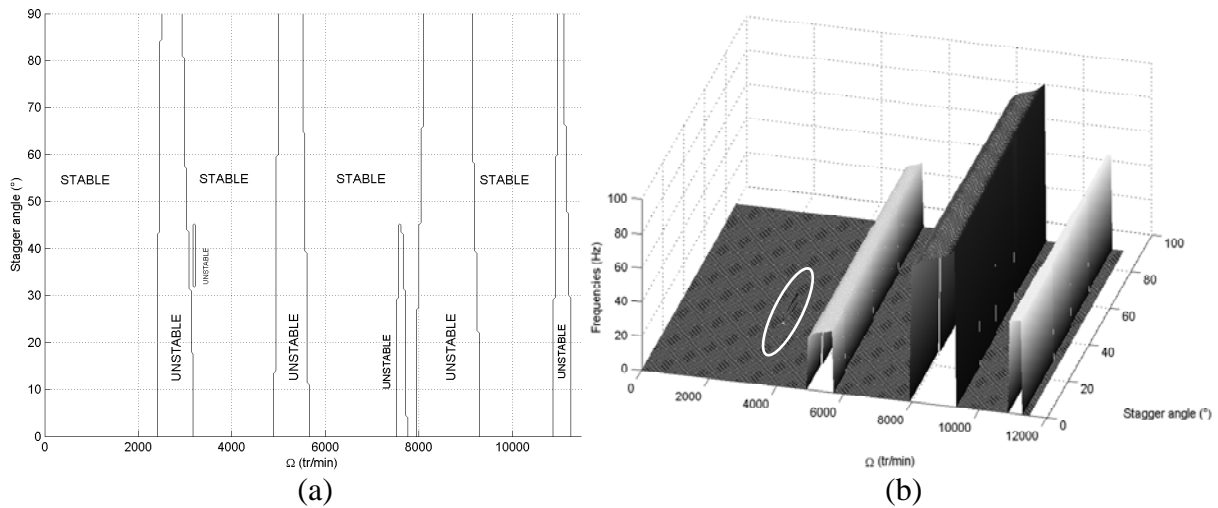 90
80
70
60
50
40
30
20
10
0
Stagger angle (°)
STABLE
STABLE
STABLE
STABLE
UNSTABLE
UNSTABLE
UNSTABLE
UNSTABLE
UNSTABLE
UNSTABLE
0 2000 4000 6000 8000 10000
Ω (tr/min)
(a)
100
80
60
40
20
0
Frequencies (Hz)
0
2000
4000
6000
8000
10000
12000
Ω (tr/min)
100
80
60
40
20
0
Stagger angle (°)
(b)